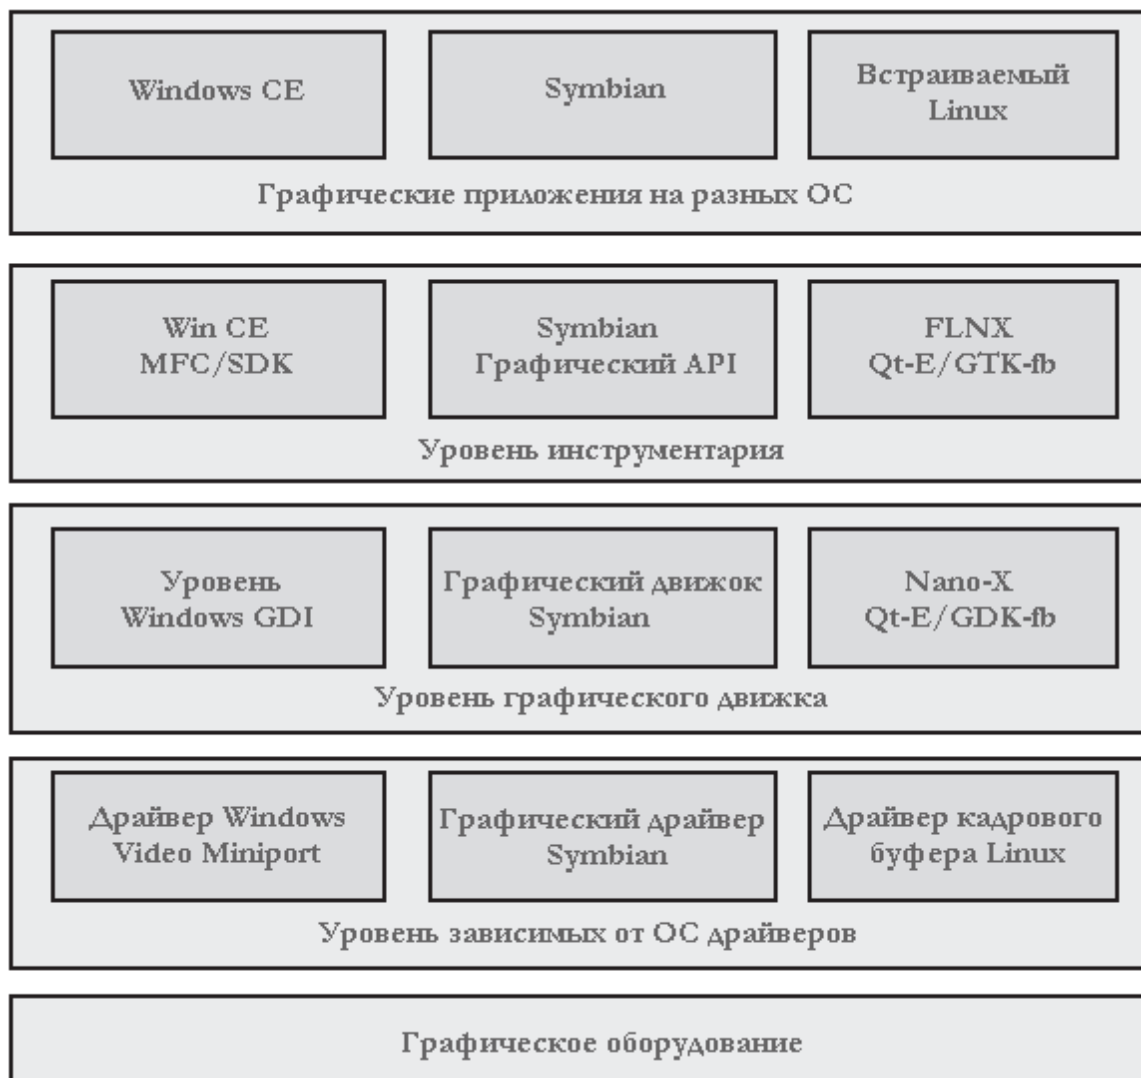 Windows CE
Symbian
Встраиваемый
Linux
Графические приложения на разных ОС
Win CE
MFC/SDK
Symbian
Графический API
FLNX
Qt-E/GTK-fb
Уровень инструментария
Уровень
Windows GDI
Графический движок
Symbian
Nano-X
Qt-E/GDK-fb
Уровень графического движка
Драйвер Windows
Video Miniport
Графический драйвер
Symbian
Драйвер кадрового
буфера Linux
Уровень зависимых от ОС драйверов
Графическое оборудование